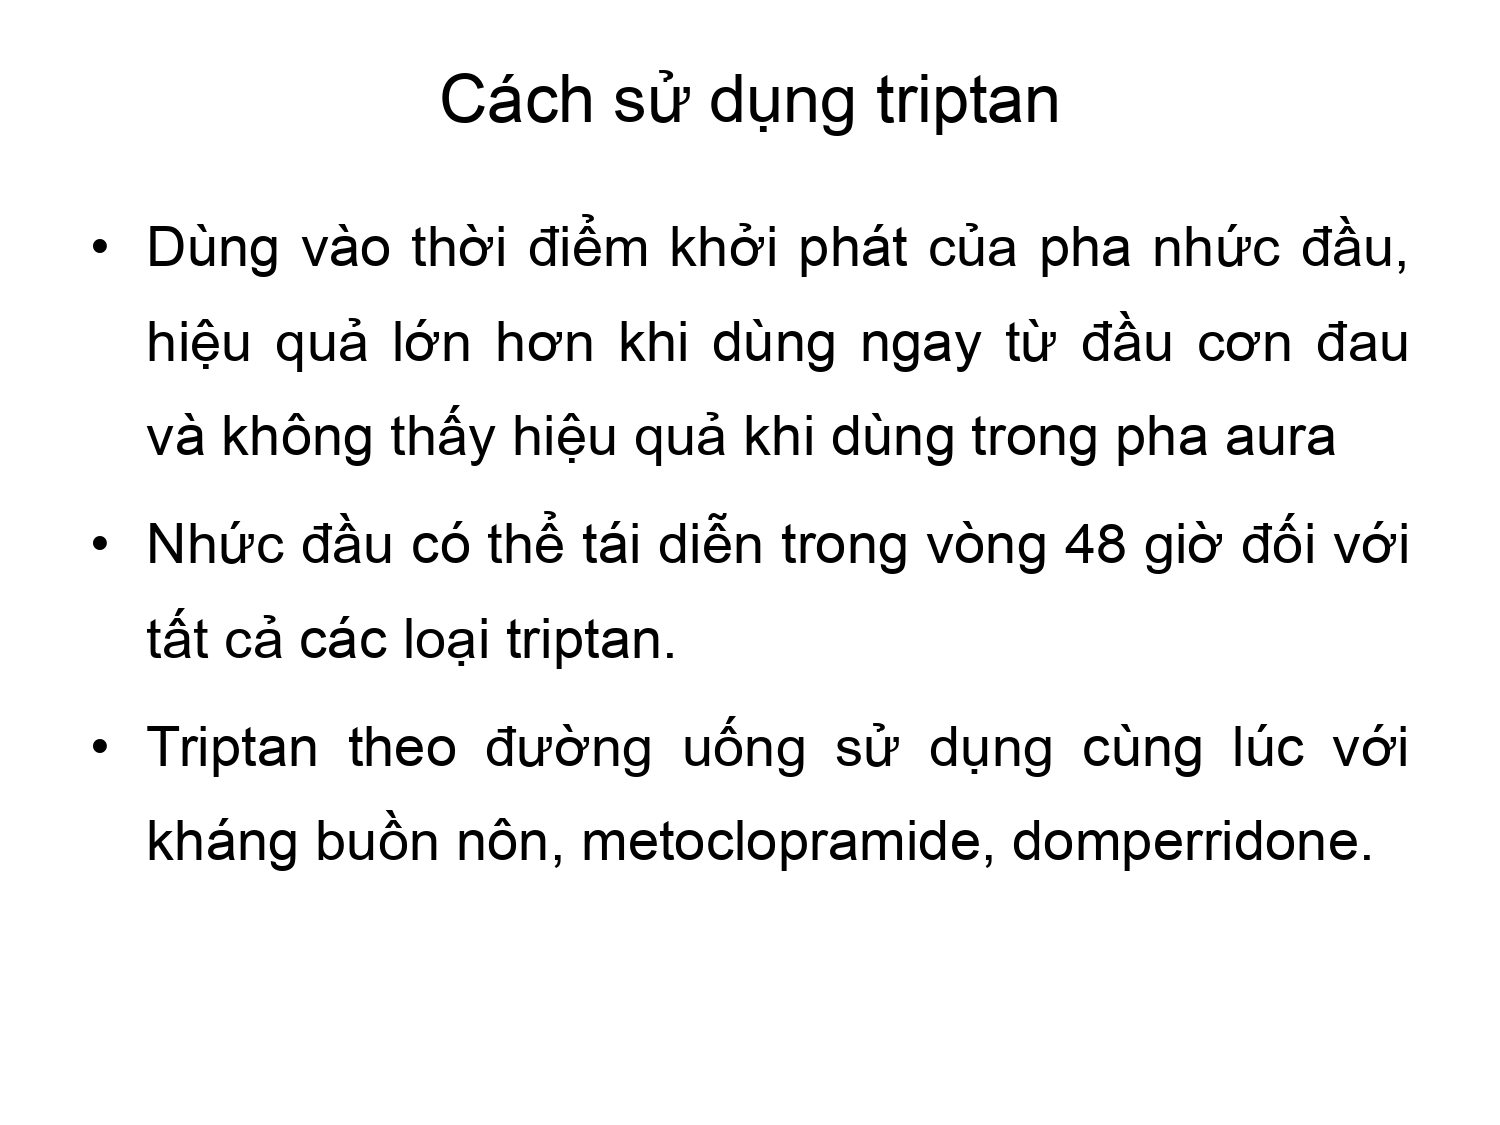 Cách sử dụng triptan
• Dùng vào thời điểm khởi phát của pha nhức đầu,
hiệu quả lớn hơn khi dùng ngay từ đầu cơn đau
và không thấy hiệu quả khi dùng trong pha aura
• Nhức đầu có thể tái diễn trong vòng 48 giờ đối với
tất cả các loại triptan.
• Triptan theo đường uống sử dụng cùng lúc với
kháng buồn nôn, metoclopramide, domperridone.